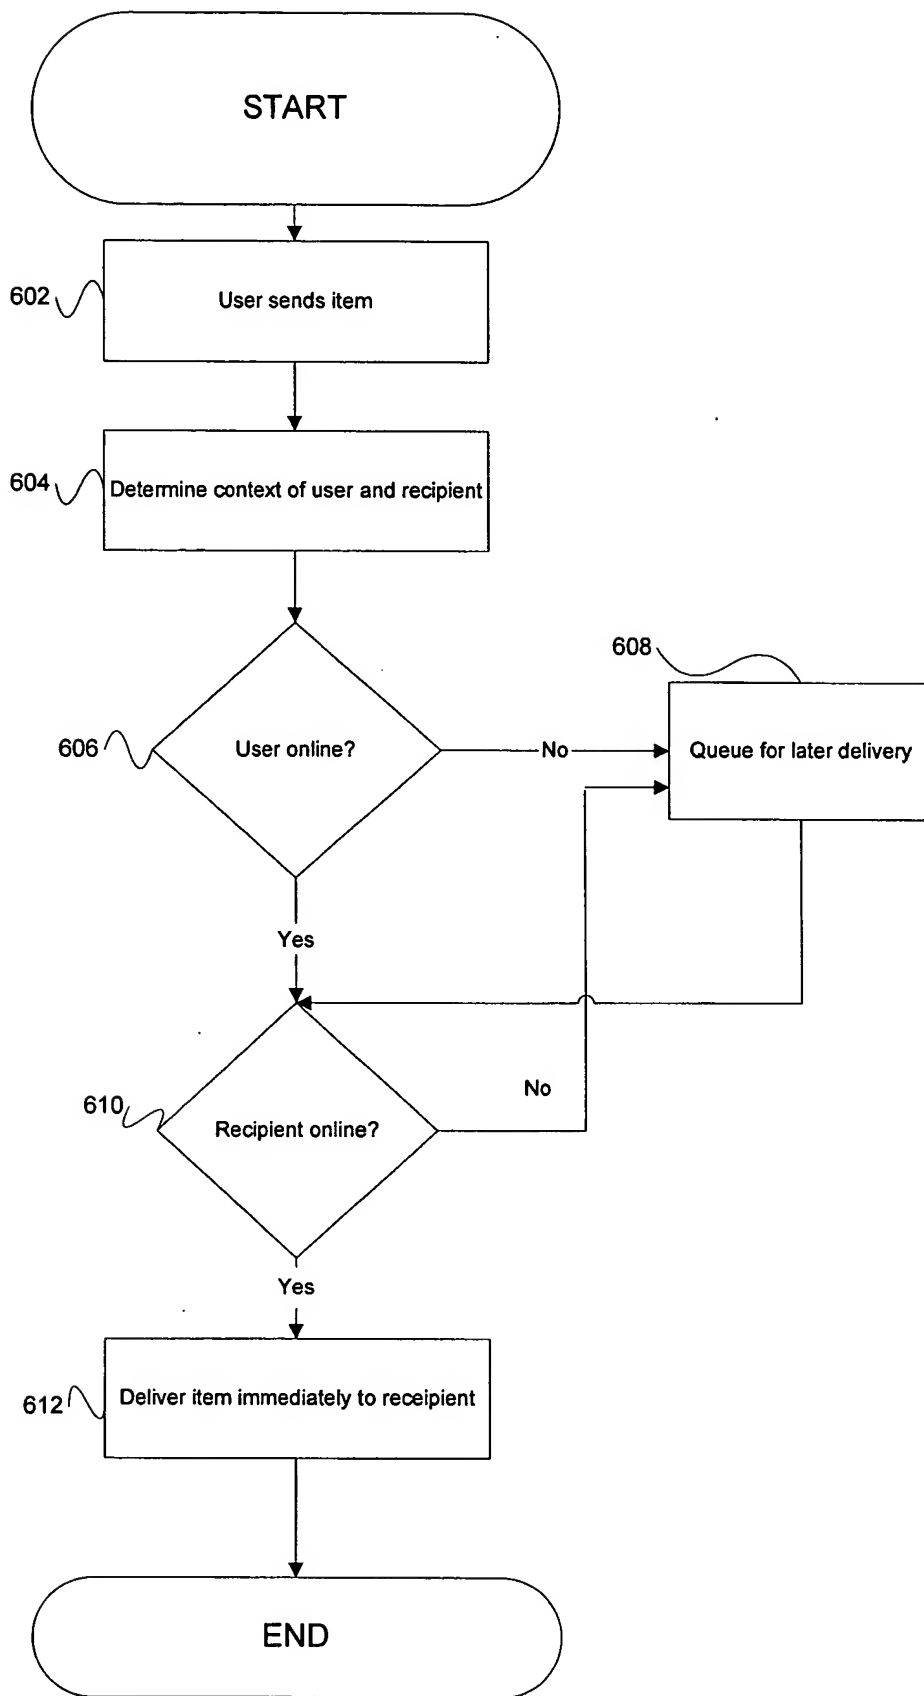 START
602
User sends item
604
Determine context of user and recipient
608
606
User online?
No
Queue for later delivery
Yes
No
610
Recipient online?
Yes
612
Deliver item immediately to receipient
END